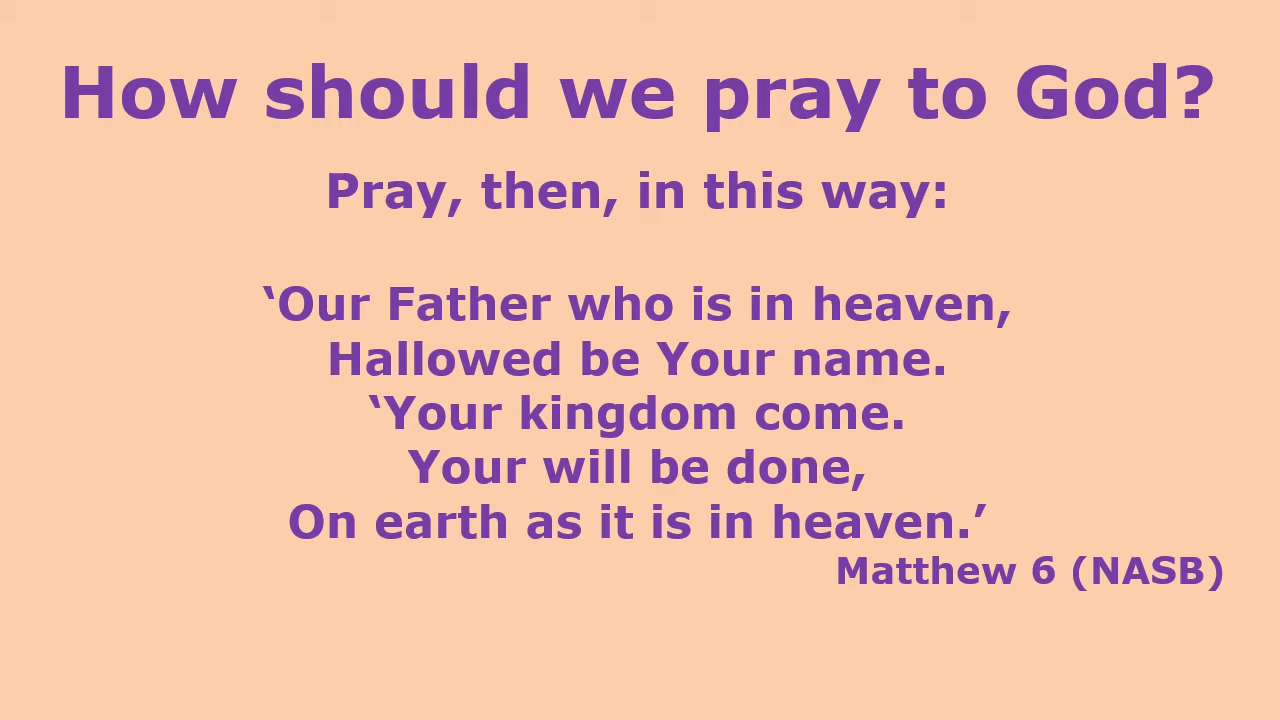 How should we pray to God?
Pray, then, in this way:
‘Our Father who is in heaven,
Hallowed be Your name.
‘Your kingdom come.
Your will be done,
On earth as it is in heaven.’
Matthew 6 (NASB)